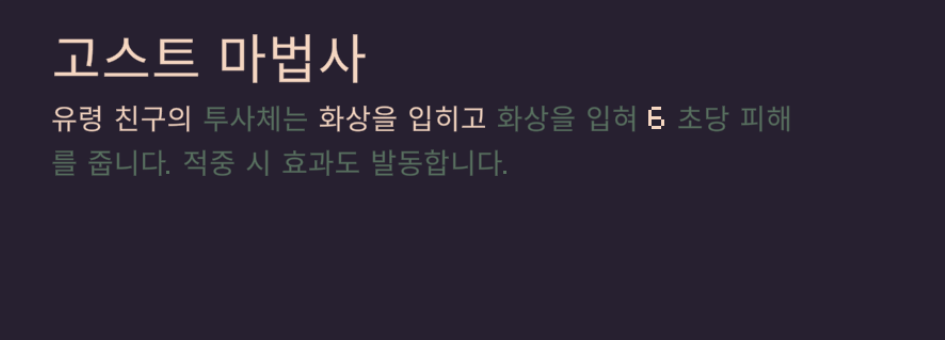 고스트 마법사
유령 친구의 투사체는 화상을 입히고 화상을 입혀 6 초당 피해
를 줍니다. 적중 시 효과도 발동합니다.